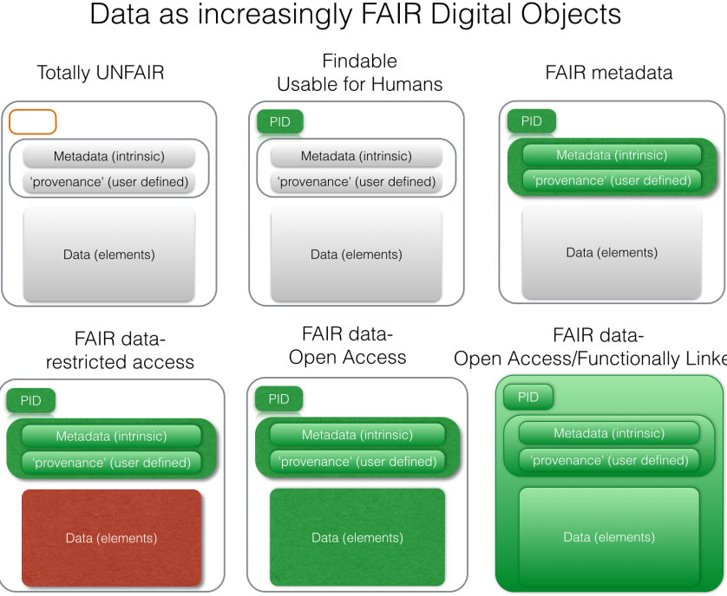 Data as increasingly FAIR Digital Objects
Totally UNFAIR
Metadata (intrinsic)
'provenance' (user defined)
Data (elements)
Findable
Usable for Humans
PID
Metadata (intrinsic)
'provenance' (user defined)
Data (elements)
FAIR metadata
PID
Metadata (intrinsic)
'provenance' (user defined)
Data (elements)
FAIR data-
restricted access
PID
Metadata (intrinsic)
'provenance' (user defined)
Data (elements)
FAIR data-
Open Access
PID
Metadata (intrinsic)
'provenance' (user defined)
Data (elements)
FAIR data-
Open Access/Functionally Linke
PID
Metadata (intrinsic)
'provenance' (user defined)
Data (elements)